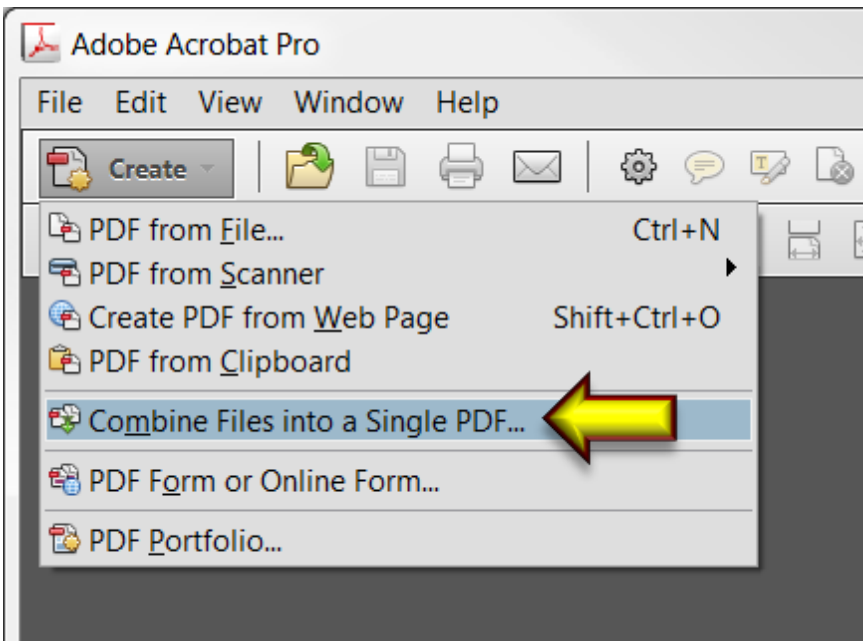 Adobe Acrobat Pro
File Edit View Window Help
Create
PDF from File... Ctrl+N
PDF from Scanner
Create PDF from Web Page Shift+Ctrl+O
PDF from Clipboard
Combine Files into a Single PDF...
PDF Form or Online Form...
PDF Portfolio...